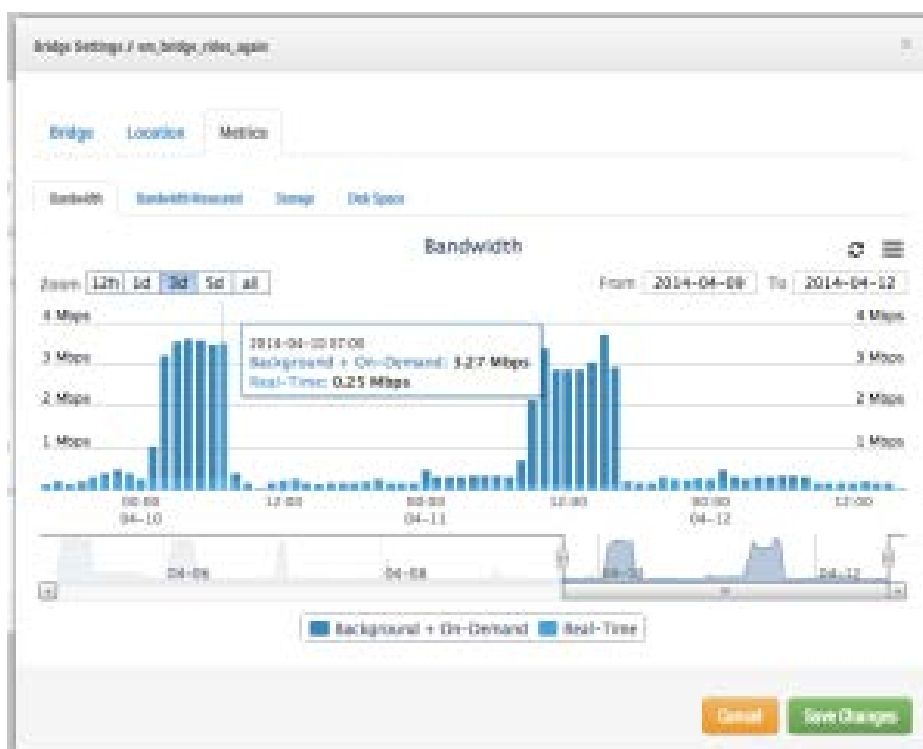 Bridge Settings // en_bridge_rides_again
Bridge Location Metrics
Bandwidth Bandwidth Measured Storage Disk Space
Bandwidth
Zoom 12h 1d 3d 5d all From 2014-04-09 To 2014-04-12
4 Mbps 4 Mbps
2014-04-10 07:00
3 Mbps Background + On-Demand: 3.27 Mbps 3 Mbps
Real-Time: 0.25 Mbps
2 Mbps 2 Mbps
1 Mbps 1 Mbps
00:00 12:00 00:00 12:00 00:00 12:00
04-10 04-11 04-12
04-06 04-08 04-10 04-12
Background + On-Demand Real-Time
Cancel Save Changes